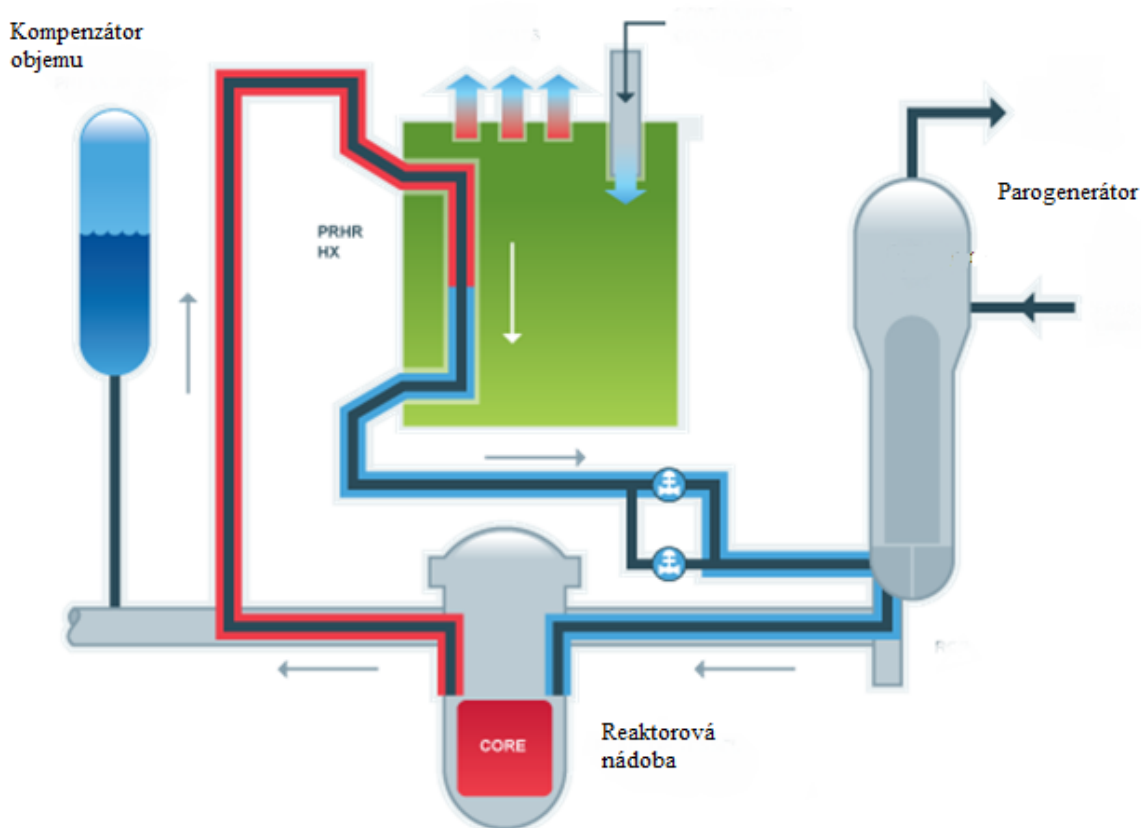 Kompenzátor
objemu
Parogenerátor
PRHR
HX
CORE
Reaktorová
nádoba